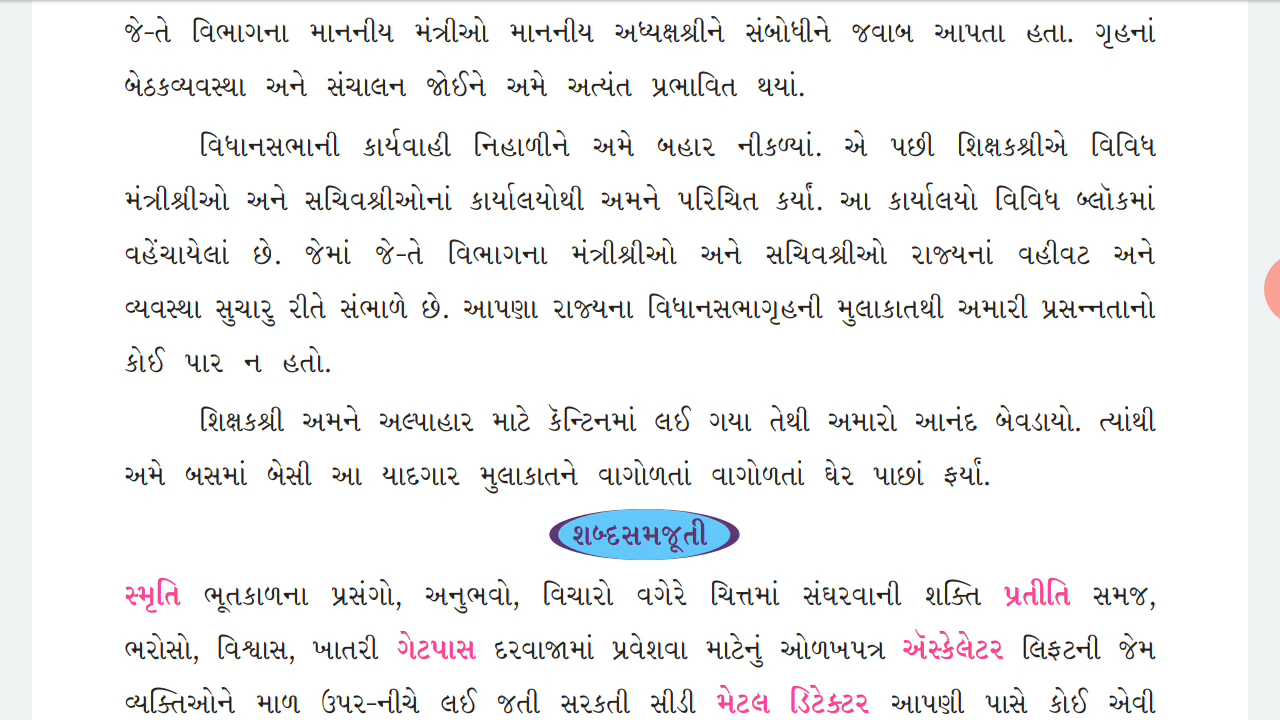 જે-તે વિભાગના માનનીય મંત્રીઓ માનનીય અધ્યક્ષશ્રીને સંબોધીને જવાબ આપતા હતા. ગૃહનાં
બેઠકવ્યવસ્થા અને સંચાલન જોઈને અમે અત્યંત પ્રભાવિત થયાં.
વિધાનસભાની કાર્યવાહી નિહાળીને અમે બહાર નીકળ્યાં. એ પછી શિક્ષકશ્રીએ વિવિધ
મંત્રીશ્રીઓ અને સચિવશ્રીઓનાં કાર્યાલયોથી અમને પરિચિત કર્યાં. આ કાર્યાલયો વિવિધ બ્લૉકમાં
વહેંચાયેલાં છે. જેમાં જે-તે વિભાગના મંત્રીશ્રીઓ અને સચિવશ્રીઓ રાજ્યનાં વહીવટ અને
વ્યવસ્થા સુચારુ રીતે સંભાળે છે. આપણા રાજ્યના વિધાનસભાગૃહની મુલાકાતથી અમારી પ્રસન્નતાનો
કોઈ પાર ન હતો.
શિક્ષકશ્રી અમને અલ્પાહાર માટે કૅન્ટિનમાં લઈ ગયા તેથી અમારો આનંદ બેવડાયો. ત્યાંથી
અમે બસમાં બેસી આ યાદગાર મુલાકાતને વાગોળતાં વાગોળતાં ઘેર પાછાં ફર્યાં.
શબ્દસમજૂતી
સ્મૃતિ ભૂતકાળના પ્રસંગો, અનુભવો, વિચારો વગેરે ચિત્તમાં સંઘરવાની શક્તિ પ્રતીતિ સમજ,
ભરોસો, વિશ્વાસ, ખાતરી ગેટપાસ દરવાજામાં પ્રવેશવા માટેનું ઓળખપત્ર ઍસ્કેલેટર લિફટની જેમ
વ્યક્તિઓને માળ ઉપર-નીચે લઈ જતી સરકતી સીડી મેટલ ડિટેક્ટર આપણી પાસે કોઈ એવી